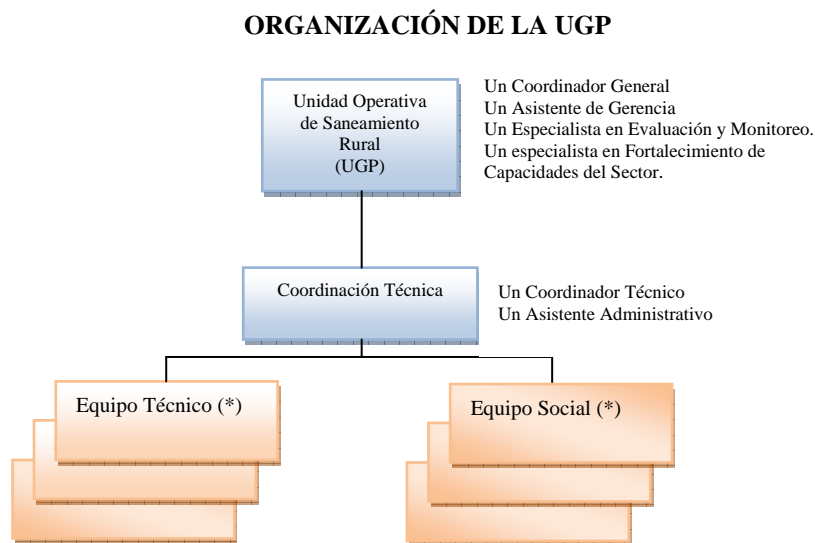 ORGANIZACIÓN DE LA UGP
Unidad Operativa
de Saneamiento
Rural
(UGP)
Un Coordinador General
Un Asistente de Gerencia
Un Especialista en Evaluación y Monitoreo.
Un especialista en Fortalecimiento de
Capacidades del Sector.
Coordinación Técnica
Un Coordinador Técnico
Un Asistente Administrativo
Equipo Técnico (*)
Equipo Social (*)